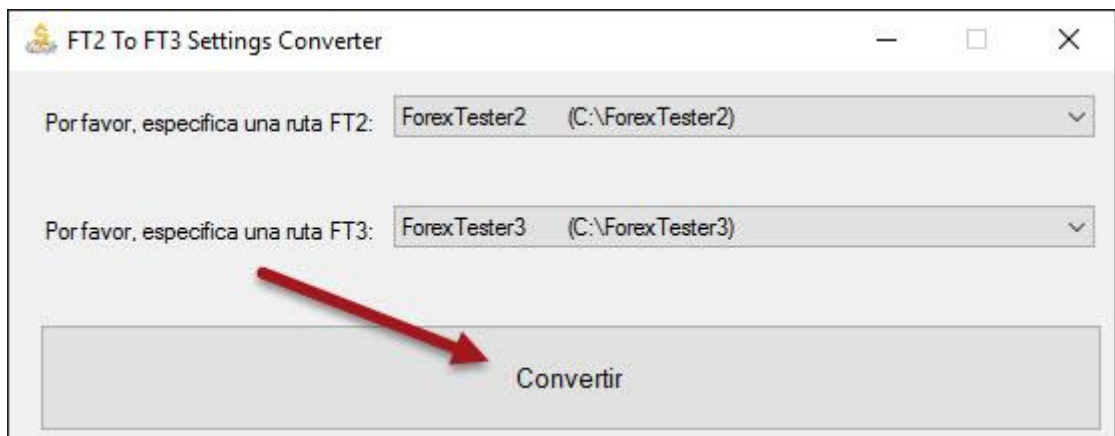 FT2 To FT3 Settings Converter
Por favor, especifica una ruta FT2: ForexTester2 (C:\ForexTester2)
Por favor, especifica una ruta FT3: ForexTester3 (C:\ForexTester3)
Convertir